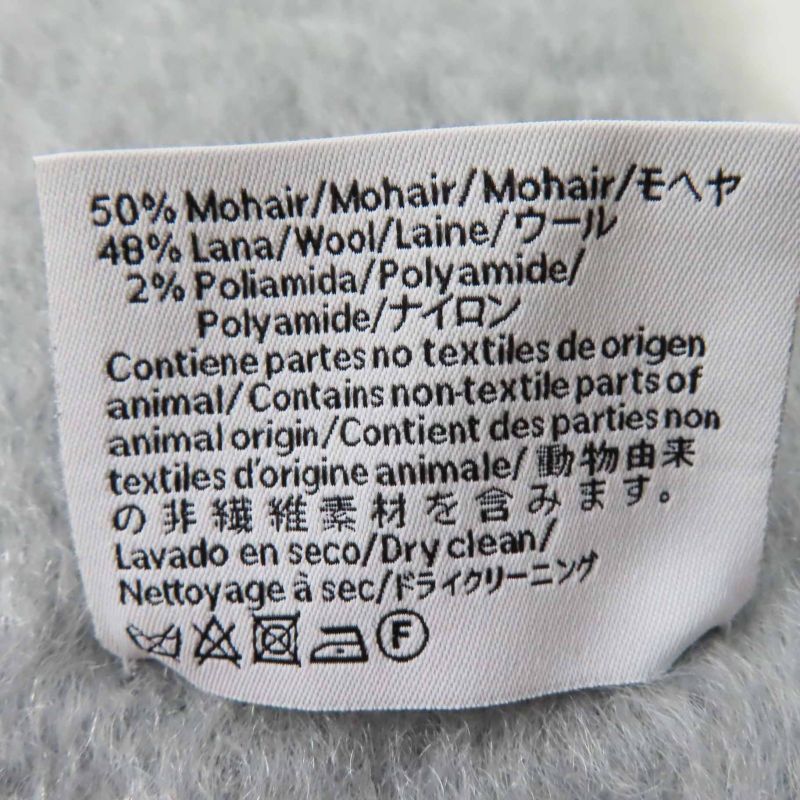 50% Mohair/Mohair/Mohair/モヘヤ
48% Lana/Wool/Laine/ウール
2% Poliamida/Polyamide/
Polyamide/ナイロン
Contiene partes no textiles de origen
animal/Contains non-textile parts of
animal origin/Contient des parties non
textiles d'origine animale/動物由来
の非繊維素材を含みます。
Lavado en seco/Dry clean/
Nettoyage à sec/ドライクリーニング
F